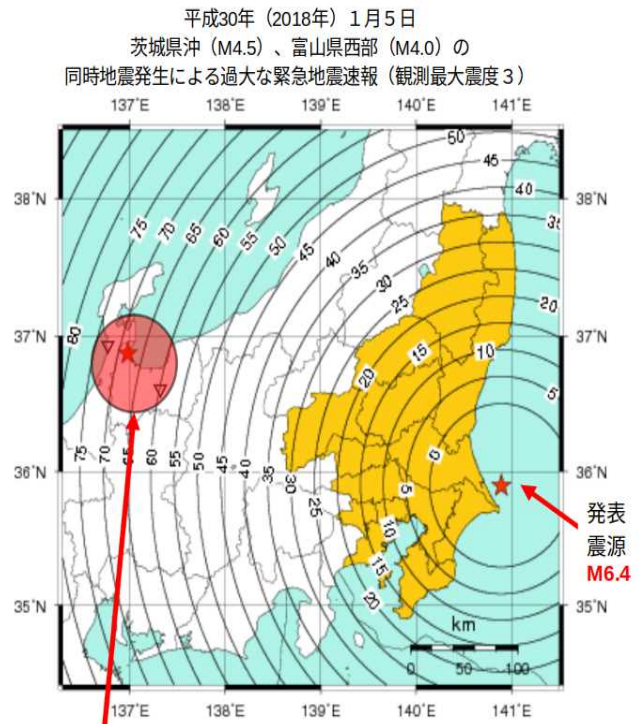 平成30年（2018年）１月５日
茨城県沖（M4.5）、富山県西部（M4.0）の
同時地震発生による過大な緊急地震速報（観測最大震度３）
137˚E 138˚E 139˚E 140˚E 141˚E
50
45
38˚N 40 38˚N
35
75 70 65 60 55 50 45
40
35
30
25 20
37˚N 80 15 10 37˚N
20 5
36˚N 75 70 65 60 55 50 45 40 35 30 25 5 0 36˚N
10
15
20
発表
震源
M6.4
35˚N 35˚N
km
0 50 100
137˚E 138˚E 139˚E 140˚E 141˚E